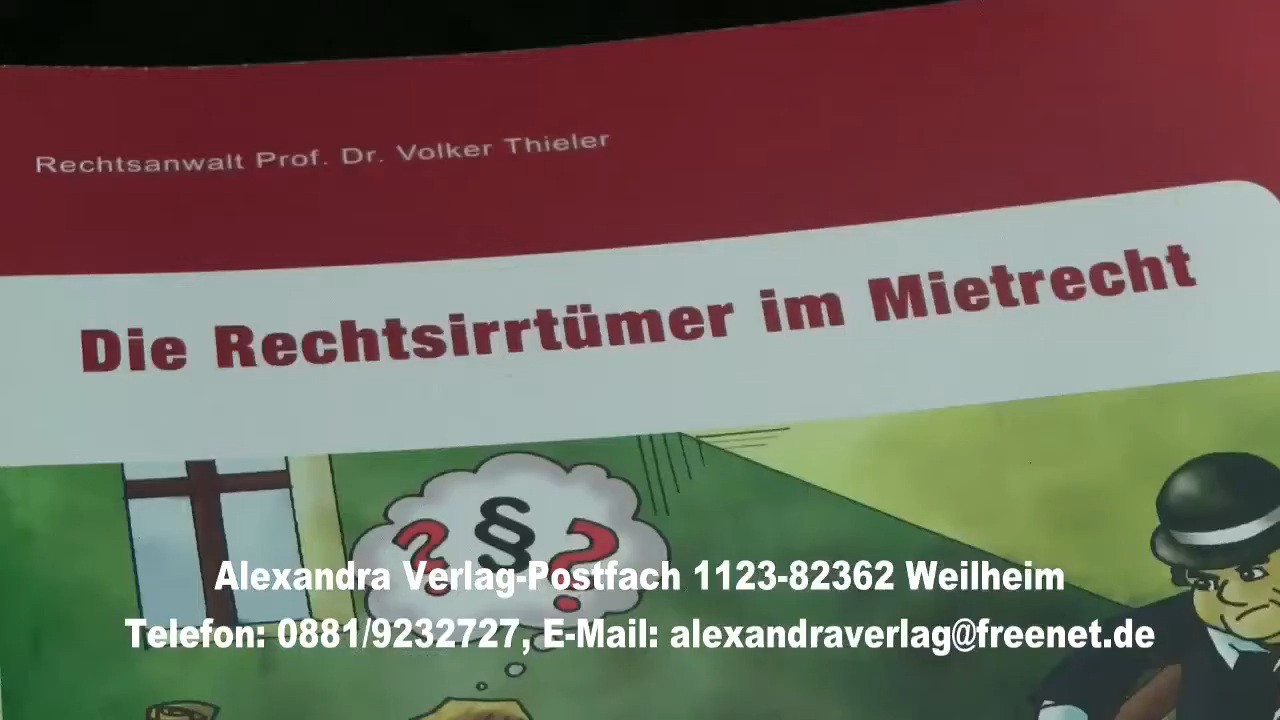 Rechtsanwalt Prof. Dr. Volker Thieler
Die Rechtsirrtümer im Mietrecht
? § ?
Alexandra Verlag-Postfach 1123-82362 Weilheim
Telefon: 0881/9232727, E-Mail: alexandraverlag@freenet.de